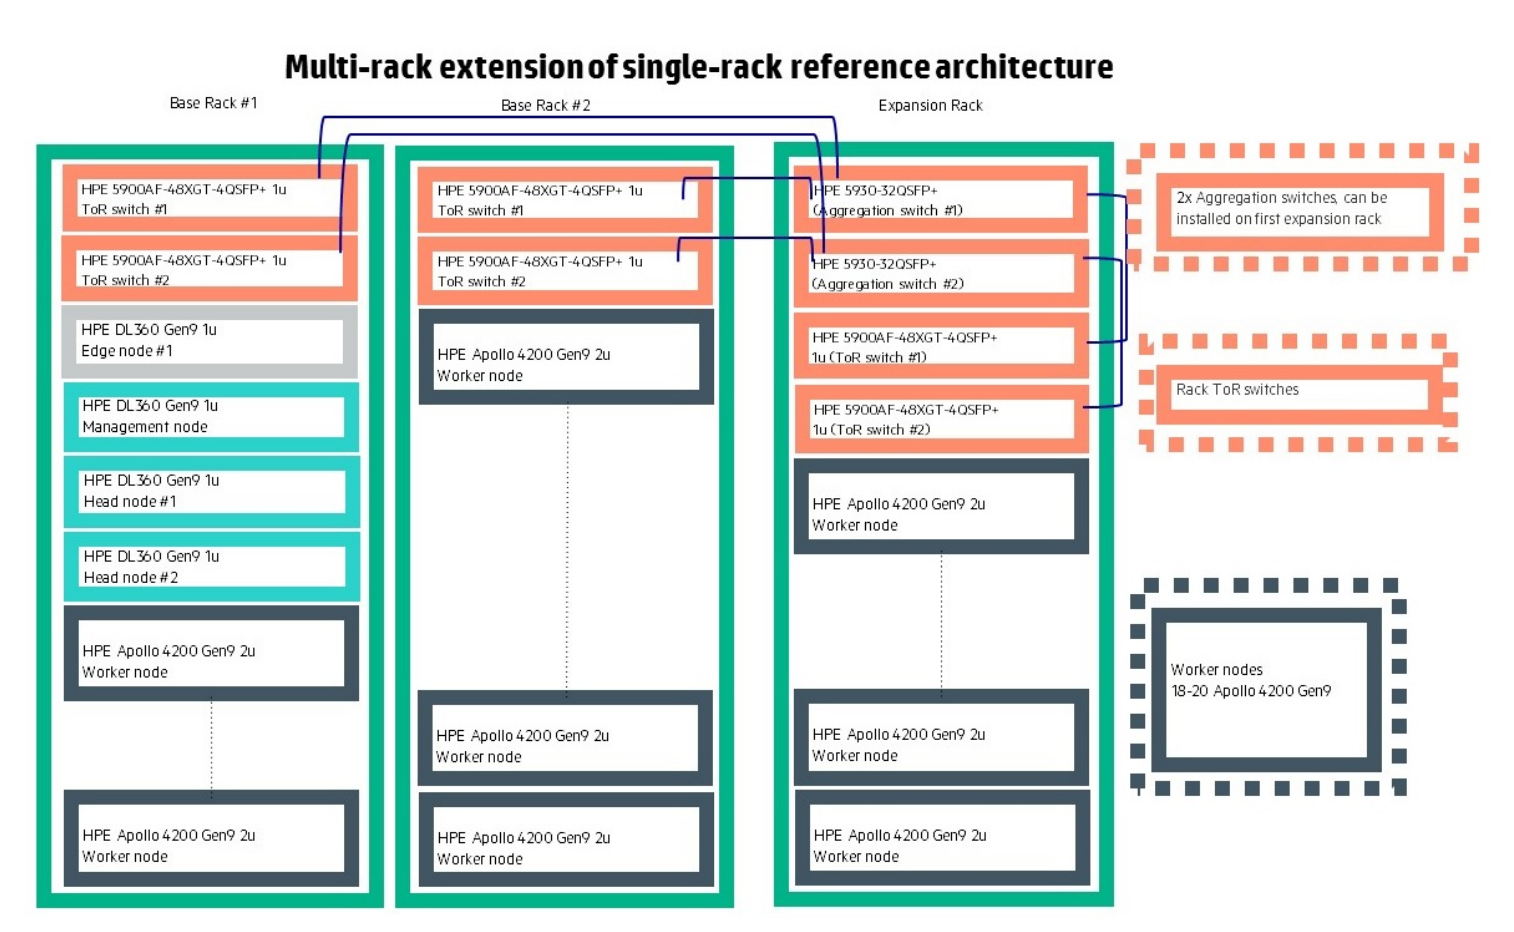 Multi-rack extension of single-rack reference architecture
Base Rack #1
Base Rack #2
Expansion Rack
HPE 5900AF-48XGT-4QSFP+ 1u
ToR switch #1
HPE 5900AF-48XGT-4QSFP+ 1u
ToR switch #2
HPE DL360 Gen9 1u
Edge node #1
HPE DL360 Gen9 1u
Management node
HPE DL360 Gen9 1u
Head node #1
HPE DL360 Gen9 1u
Head node #2
HPE Apollo 4200 Gen9 2u
Worker node
HPE Apollo 4200 Gen9 2u
Worker node
HPE 5900AF-48XGT-4QSFP+ 1u
ToR switch #1
HPE 5900AF-48XGT-4QSFP+ 1u
ToR switch #2
HPE Apollo 4200 Gen9 2u
Worker node
HPE Apollo 4200 Gen9 2u
Worker node
HPE Apollo 4200 Gen9 2u
Worker node
HPE 5930-32QSFP+
(Aggregation switch #1)
HPE 5930-32QSFP+
(Aggregation switch #2)
HPE 5900AF-48XGT-4QSFP+
1u (ToR switch #1)
HPE 5900AF-48XGT-4QSFP+
1u (ToR switch #2)
HPE Apollo 4200 Gen9 2u
Worker node
HPE Apollo 4200 Gen9 2u
Worker node
HPE Apollo 4200 Gen9 2u
Worker node
2x Aggregation switches, can be
installed on first expansion rack
Rack ToR switches
Worker nodes
18-20 Apollo 4200 Gen9